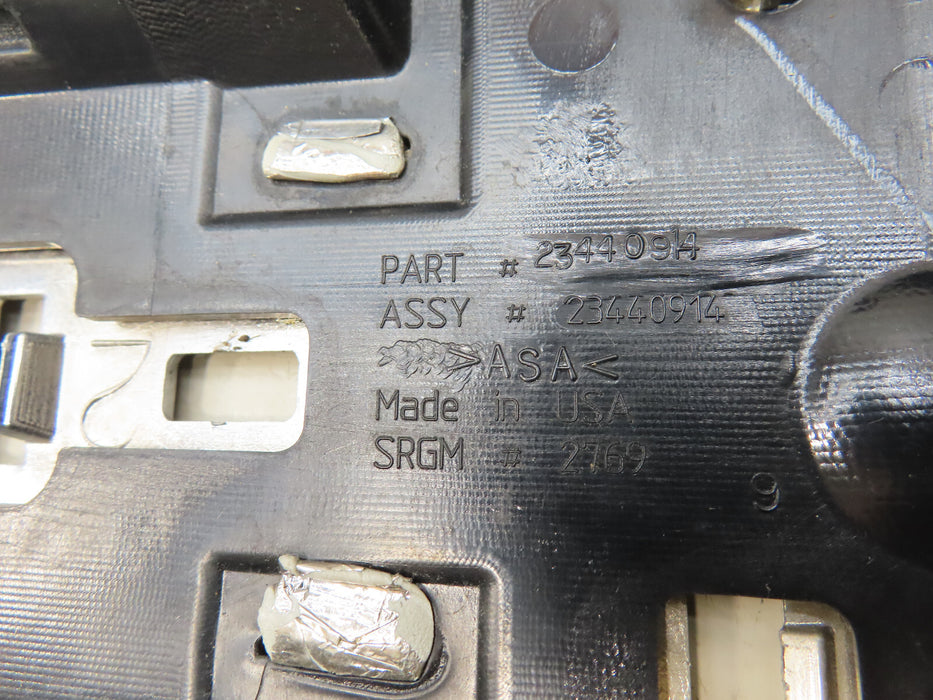 PART # 23440914
ASSY # 23440914
>ASA<
Made in USA
SRGM # 2769
9